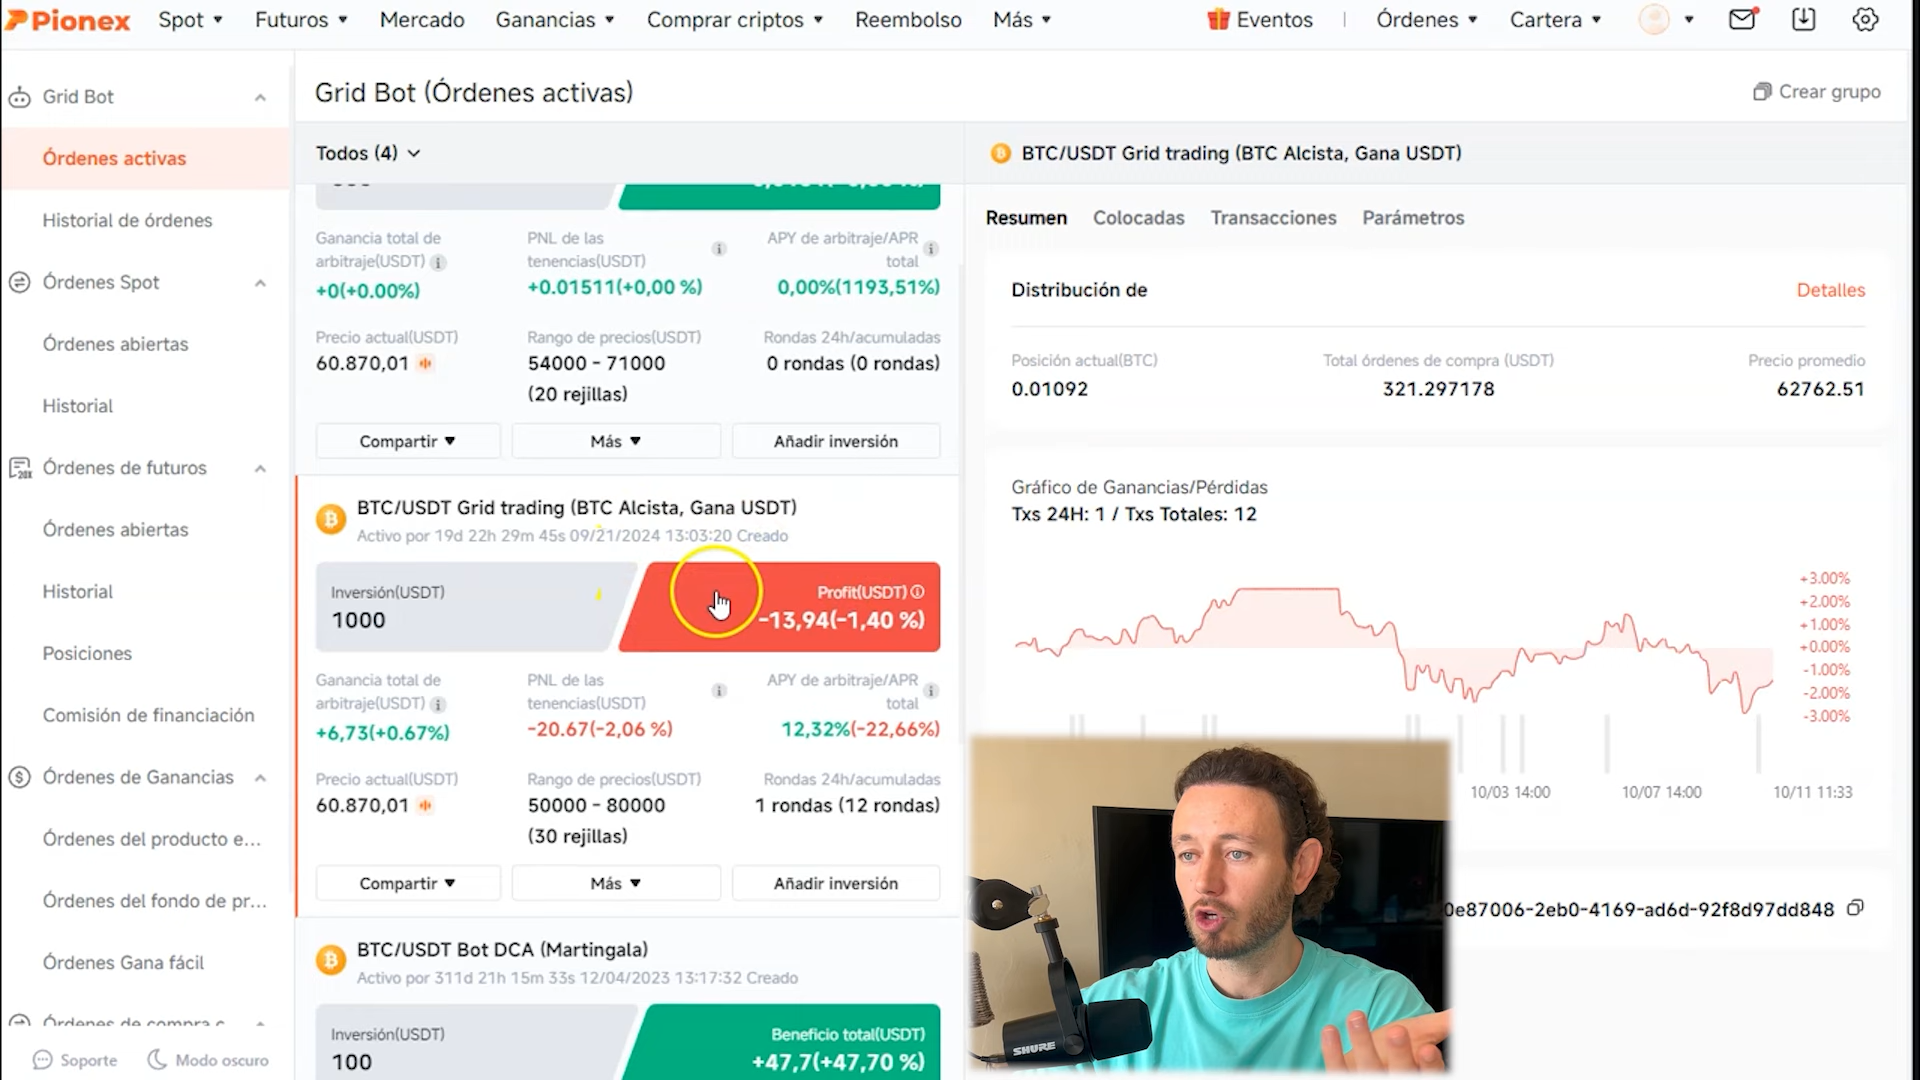 Pionex
Spot
Futuros
Mercado
Ganancias
Comprar criptos
Reembolso
Más
Eventos
Órdenes
Cartera
Grid Bot
Órdenes activas
Historial de órdenes
Órdenes Spot
Órdenes abiertas
Historial
Órdenes de futuros
Órdenes abiertas
Historial
Posiciones
Comisión de financiación
Órdenes de Ganancias
Órdenes del producto e...
Órdenes del fondo de pr...
Órdenes Gana fácil
Órdenes de compra c
Soporte
Modo oscuro
Grid Bot (Órdenes activas)
Crear grupo
Todos (4)
Ganancia total de
arbitraje(USDT)
+0(+0.00%)
PNL de las
tenencias(USDT)
+0.01511(+0,00 %)
APY de arbitraje/APR
total
0,00%(1193,51%)
Precio actual(USDT)
60.870,01
Rango de precios(USDT)
54000 - 71000
(20 rejillas)
Rondas 24h/acumuladas
0 rondas (0 rondas)
Compartir
Más
Añadir inversión
BTC/USDT Grid trading (BTC Alcista, Gana USDT)
Activo por 19d 22h 29m 45s 09/21/2024 13:03:20 Creado
Inversión(USDT)
1000
Profit(USDT)
-13,94(-1,40 %)
Ganancia total de
arbitraje(USDT)
+6,73(+0.67%)
PNL de las
tenencias(USDT)
-20.67(-2,06 %)
APY de arbitraje/APR
total
12,32%(-22,66%)
Precio actual(USDT)
60.870,01
Rango de precios(USDT)
50000 - 80000
(30 rejillas)
Rondas 24h/acumuladas
1 rondas (12 rondas)
Compartir
Más
Añadir inversión
BTC/USDT Bot DCA (Martingala)
Activo por 311d 21h 15m 33s 12/04/2023 13:17:32 Creado
Inversión(USDT)
100
Beneficio total(USDT)
+47,7(+47,70 %)
BTC/USDT Grid trading (BTC Alcista, Gana USDT)
Resumen
Colocadas
Transacciones
Parámetros
Distribución de
Detalles
Posición actual(BTC)
0.01092
Total órdenes de compra (USDT)
321.297178
Precio promedio
62762.51
Gráfico de Ganancias/Pérdidas
Txs 24H: 1 / Txs Totales: 12
+3.00%
+2.00%
+1.00%
+0.00%
-1.00%
-2.00%
-3.00%
10/03 14:00
10/07 14:00
10/11 11:33
0e87006-2eb0-4169-ad6d-92f8d97dd848
SHURE